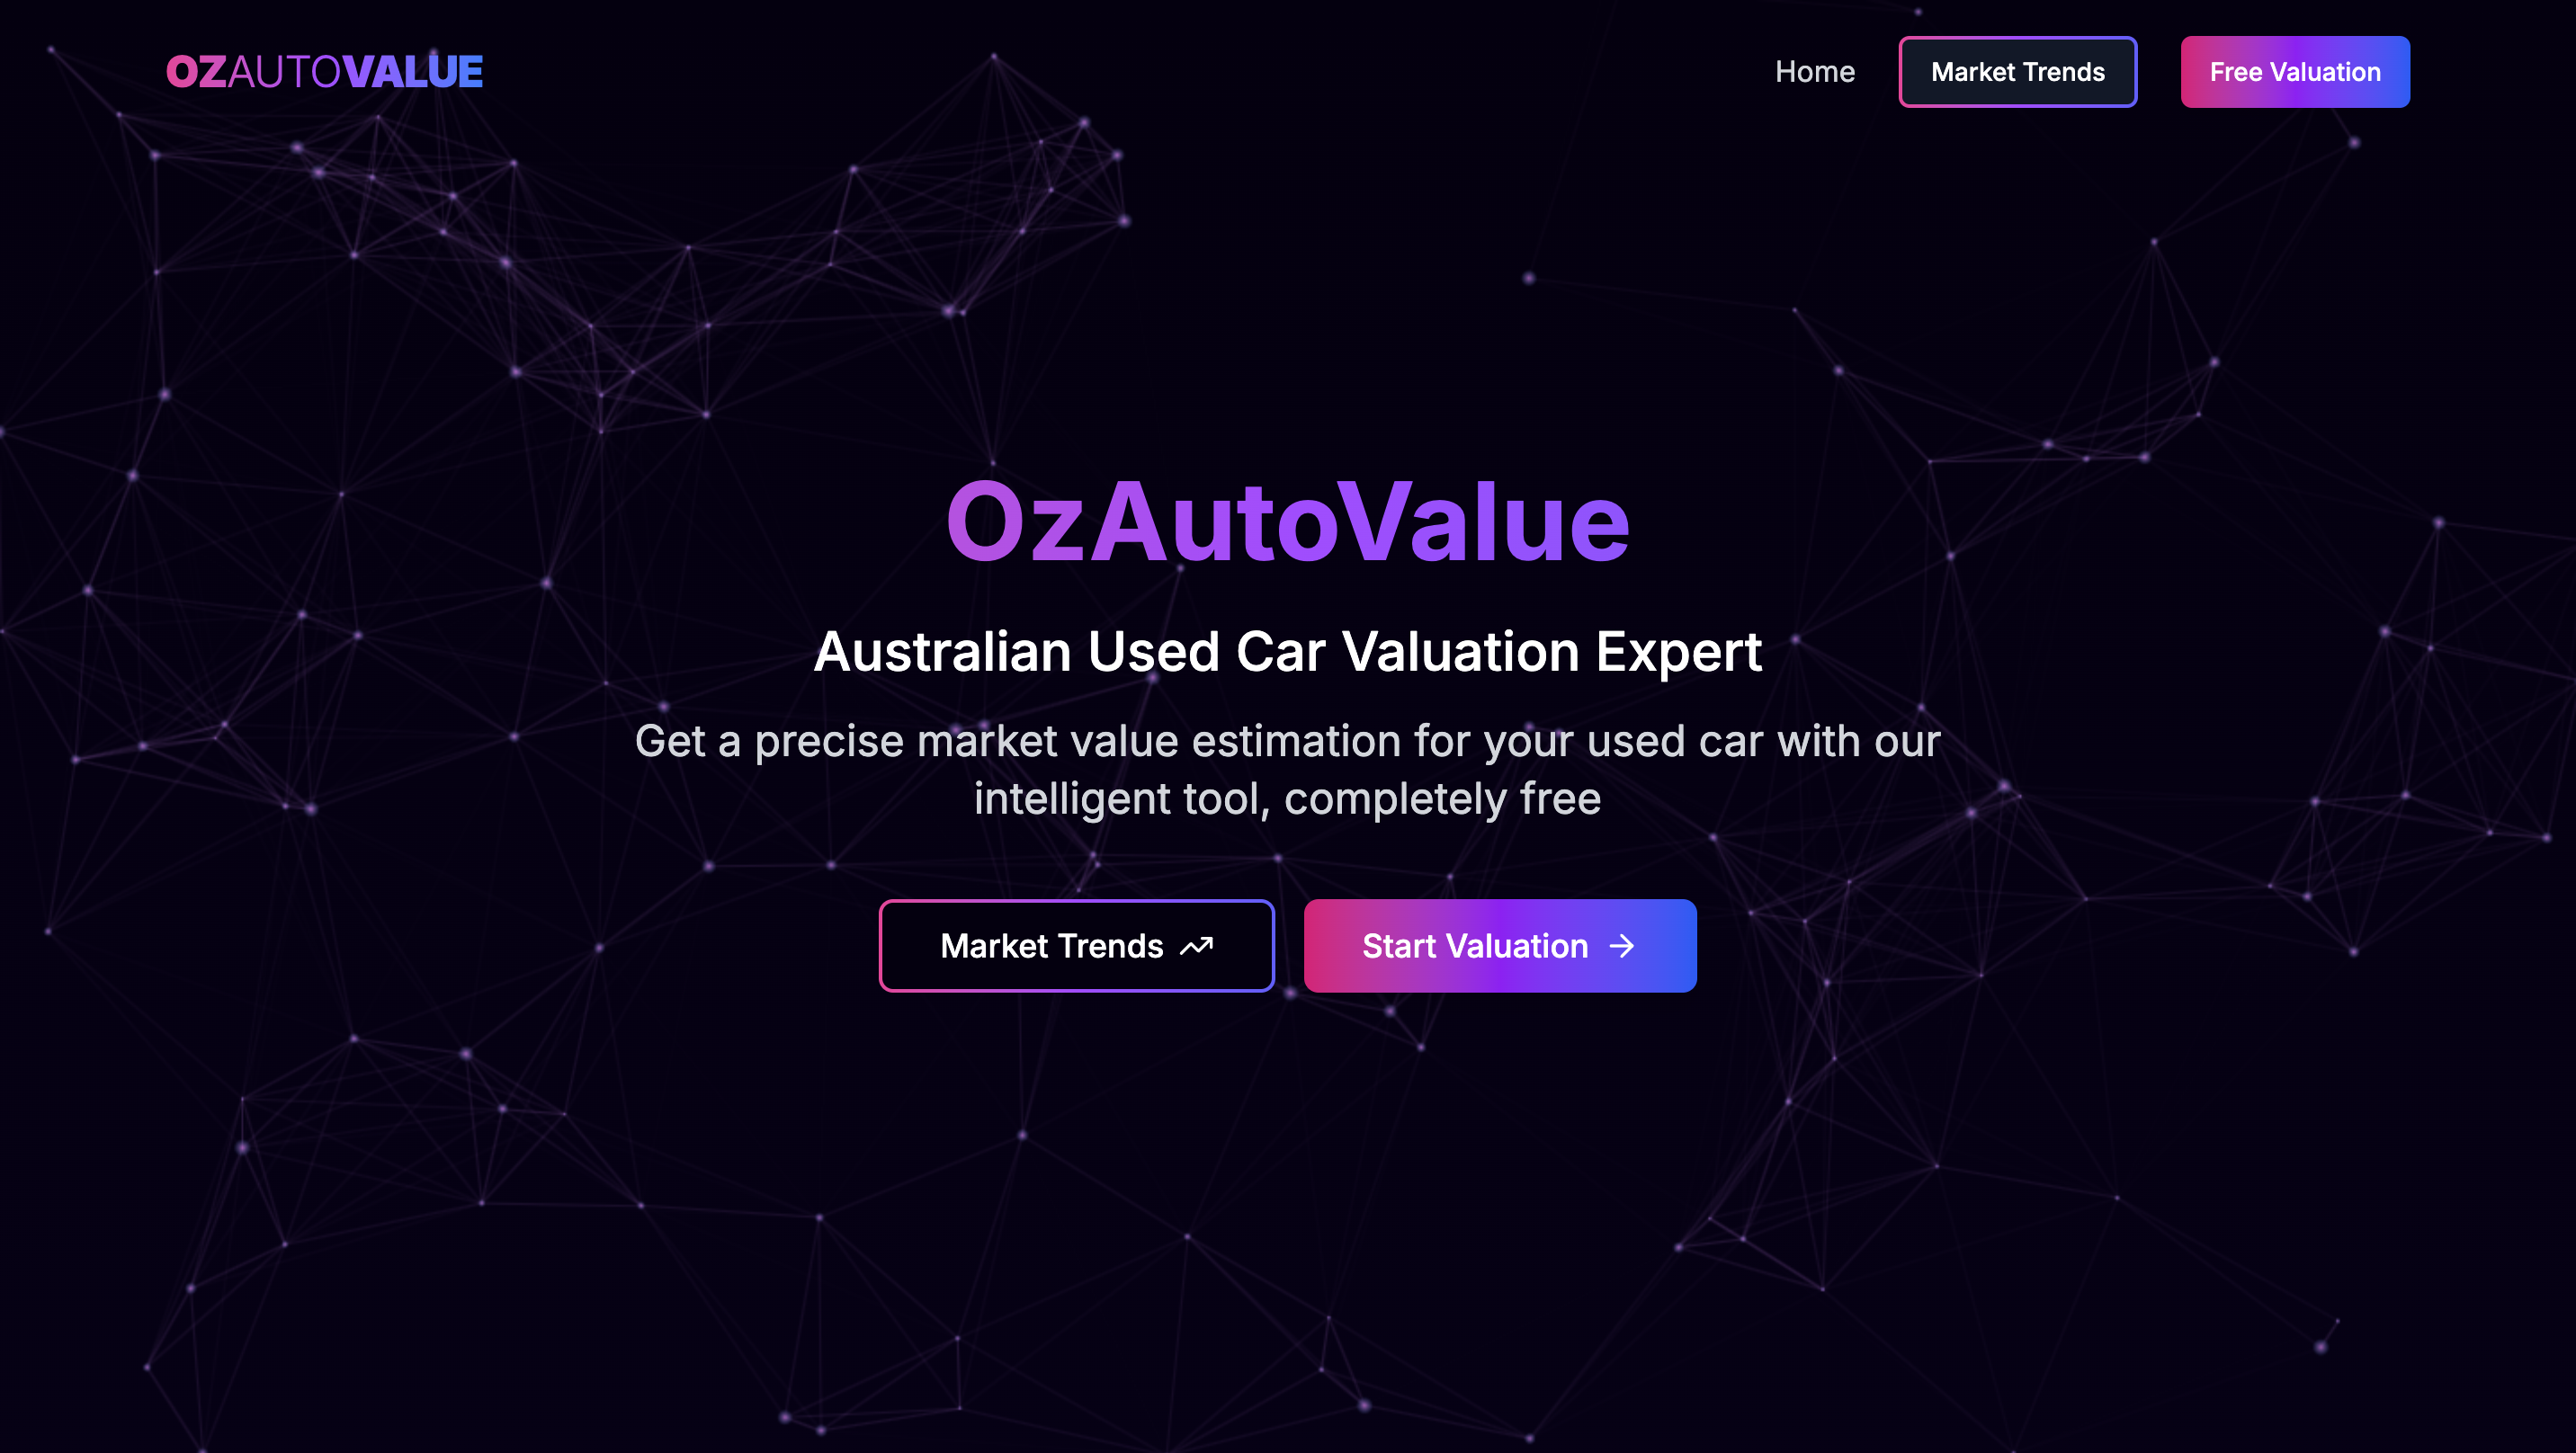 OZAUTOVALUE
Home
Market Trends
Free Valuation
OzAutoValue
Australian Used Car Valuation Expert
Get a precise market value estimation for your used car with our
intelligent tool, completely free
Market Trends
Start Valuation